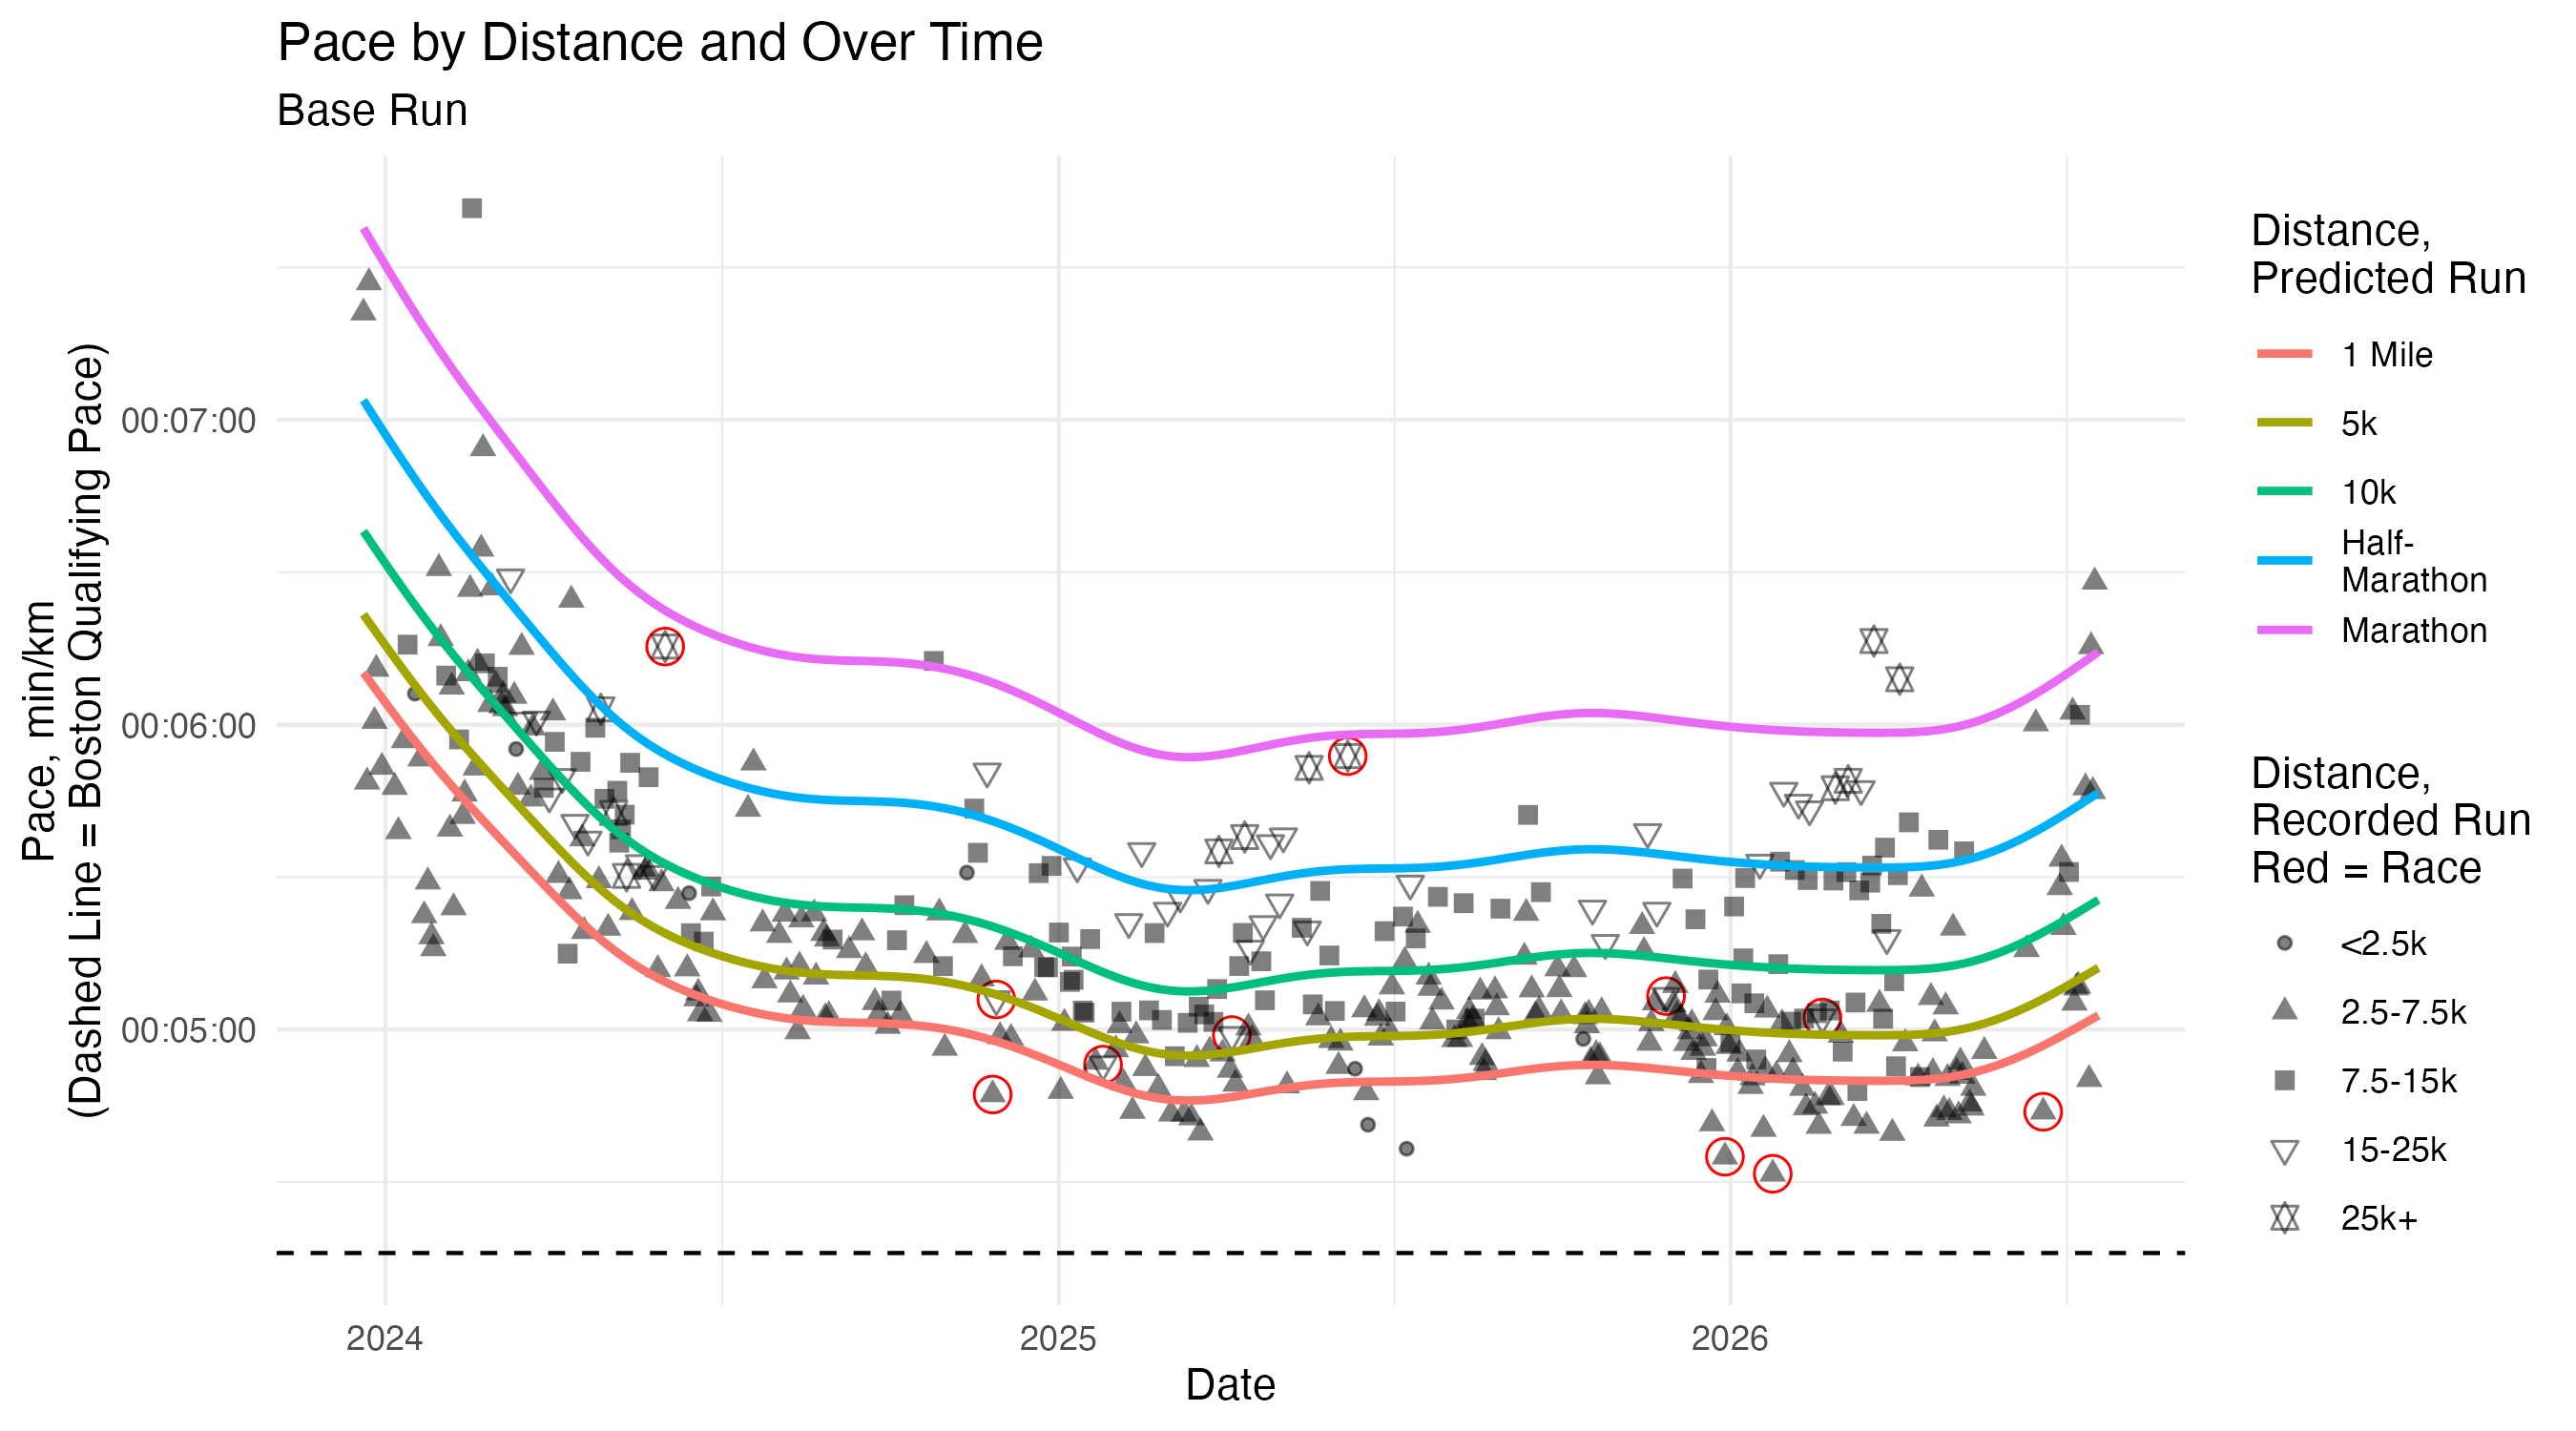 Pace by Distance and Over Time
Base Run
Pace, min/km
(Dashed Line = Boston Qualifying Pace)
00:07:00
00:06:00
00:05:00
2024
2025
2026
Date
Distance,
Predicted Run
1 Mile
5k
10k
Half-
Marathon
Marathon
Distance,
Recorded Run
Red = Race
<2.5k
2.5-7.5k
7.5-15k
15-25k
25k+